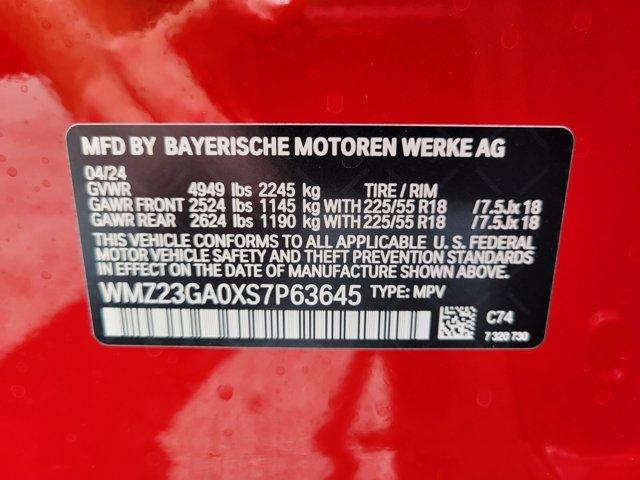 MFD BY BAYERISCHE MOTOREN WERKE AG
04/24
GVWR 4949 lbs 2245 kg TIRE / RIM
GAWR FRONT 2524 lbs 1145 kg WITH 225/55 R18 /7.5Jx18
GAWR REAR 2624 lbs 1190 kg WITH 225/55 R18 /7.5Jx18
THIS VEHICLE CONFORMS TO ALL APPLICABLE U.S. FEDERAL
MOTOR VEHICLE SAFETY AND THEFT PREVENTION STANDARDS
IN EFFECT ON THE DATE OF MANUFACTURE SHOWN ABOVE.
WMZ23GA0XS7P63645 TYPE: MPV
C74
7 320 730